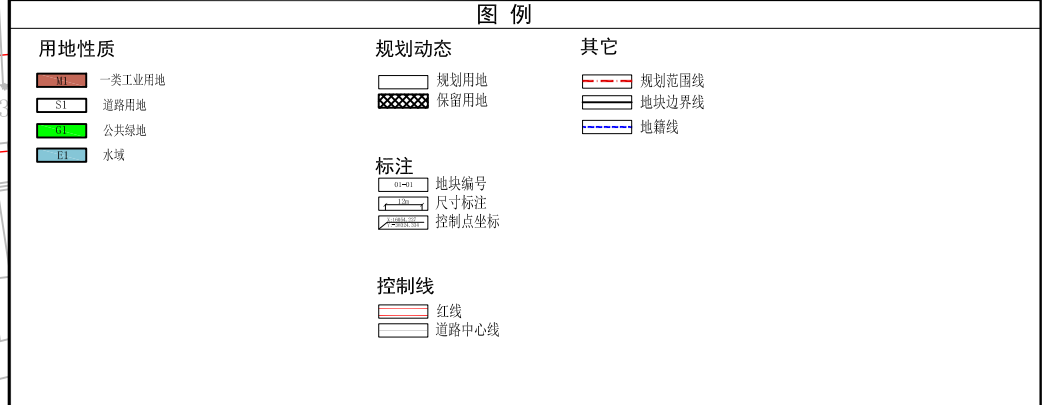 图 例
用地性质
M1 一类工业用地
S1 道路用地
G1 公共绿地
E1 水域
规划动态
规划用地
保留用地
标注
01-01 地块编号
12m 尺寸标注
控制点坐标
控制线
红线
道路中心线
其它
规划范围线
地块边界线
地籍线